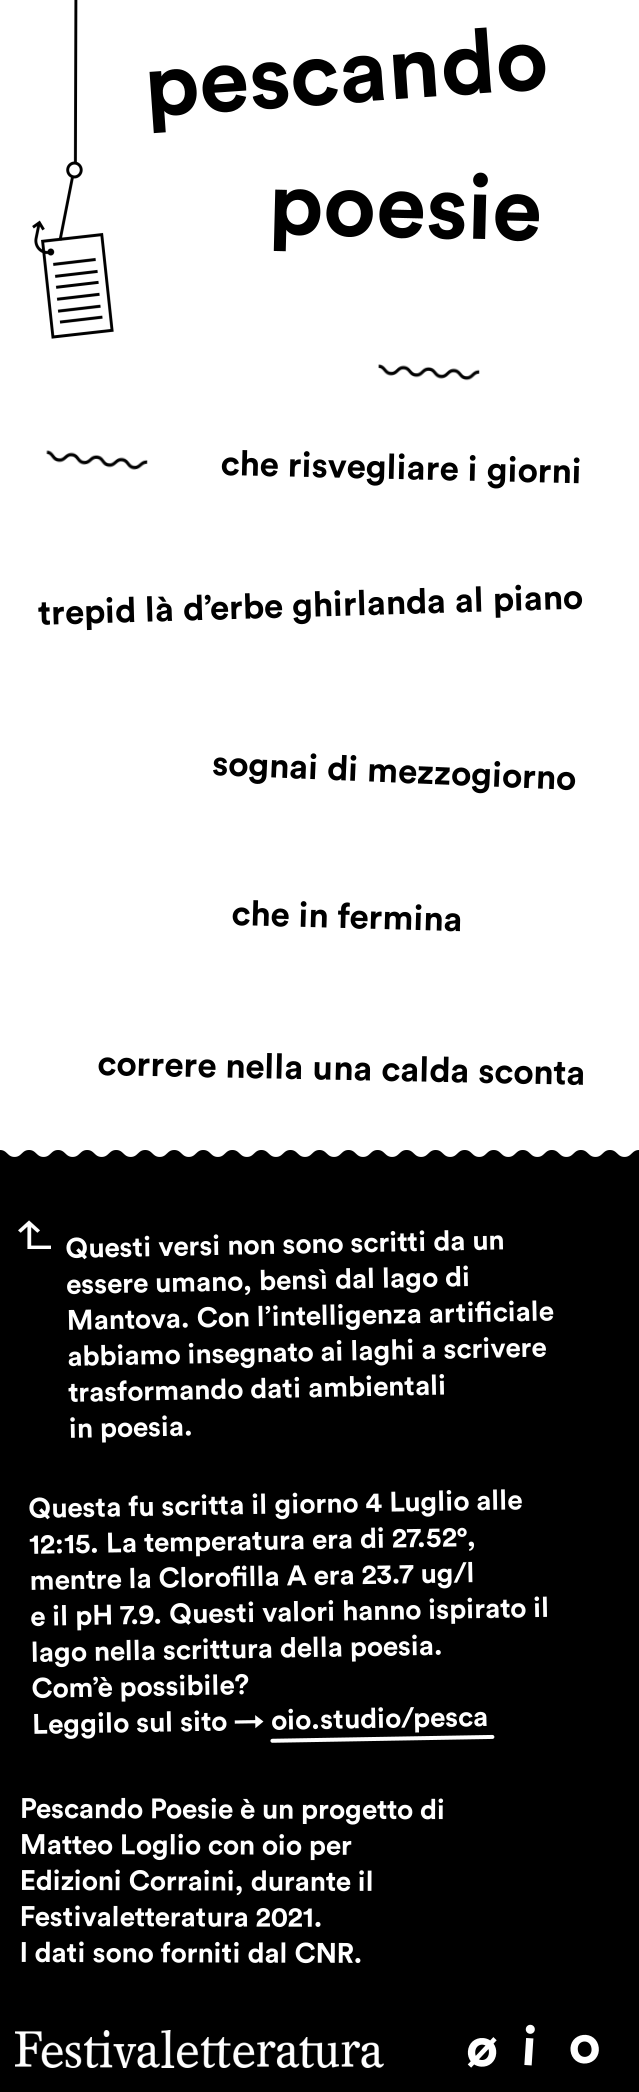 pescando
poesie
che risvegliare i giorni
trepid là d’erbe ghirlanda al piano
sognai di mezzogiorno
che in fermina
correre nella una calda sconta
Questi versi non sono scritti da un
essere umano, bensì dal lago di
Mantova. Con l’intelligenza artificiale
abbiamo insegnato ai laghi a scrivere
trasformando dati ambientali
in poesia.
Questa fu scritta il giorno 4 Luglio alle
12:15. La temperatura era di 27.52º,
mentre la Clorofilla A era 23.7 ug/l
e il pH 7.9. Questi valori hanno ispirato il
lago nella scrittura della poesia.
Com’è possibile?
Leggilo sul sito → oio.studio/pesca
Pescando Poesie è un progetto di
Matteo Loglio con oio per
Edizioni Corraini, durante il
Festivaletteratura 2021.
I dati sono forniti dal CNR.
Festivaletteratura ø i o